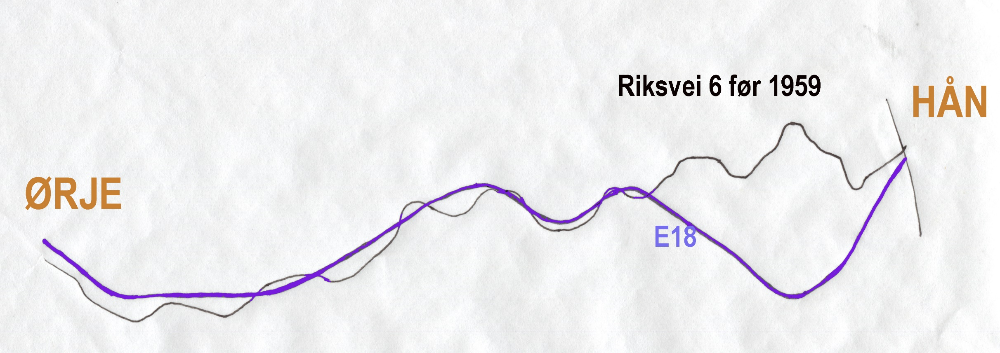 Riksvei 6 før 1959
HÅN
ØRJE
E18